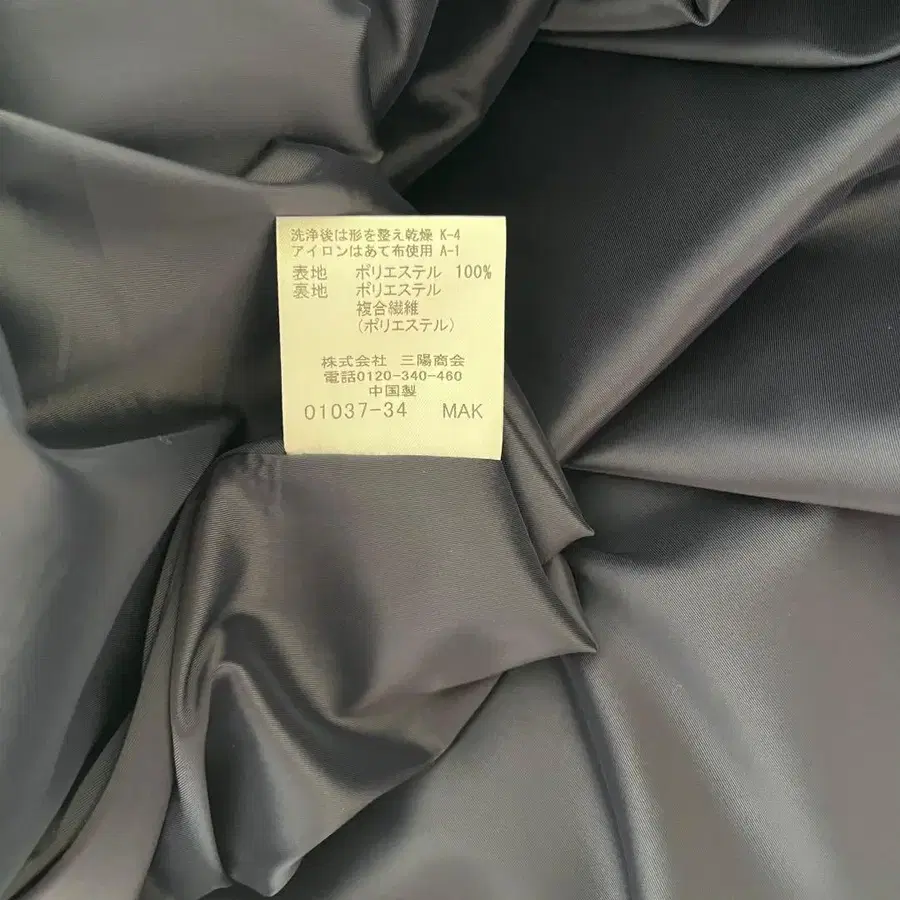 洗浄後は形を整え乾燥 K-4
アイロンはあて布使用 A-1
表地 ポリエステル 100%
裏地 ポリエステル
複合繊維
(ポリエステル)
株式会社 三陽商会
電話0120-340-460
中国製
01037-34 MAK